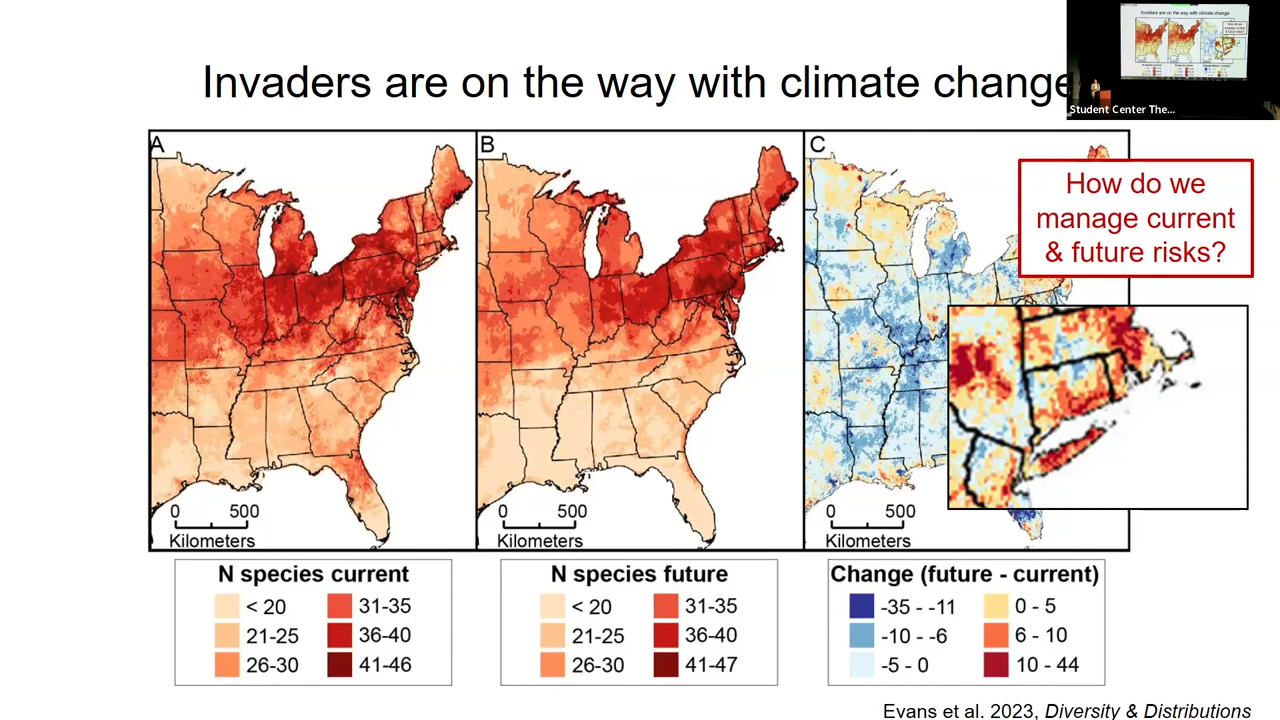 Invaders are on the way with climate change
Student Center The...
A
B
C
How do we
manage current
& future risks?
0 500
Kilometers
0 500
Kilometers
0 500
Kilometers
N species current
< 20
21-25
26-30
31-35
36-40
41-46
N species future
< 20
21-25
26-30
31-35
36-40
41-47
Change (future - current)
-35 - -11
-10 - -6
-5 - 0
0 - 5
6 - 10
10 - 44
Evans et al. 2023, Diversity & Distributions